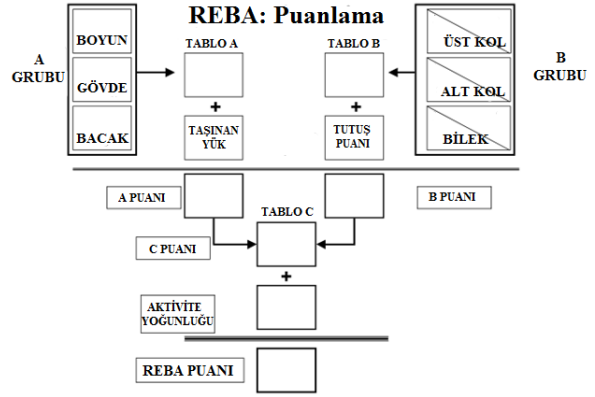 REBA: Puanlama
A
GRUBU
BOYUN
GÖVDE
BACAK
TABLO A
+
TAŞINAN
YÜK
TABLO B
+
TUTUŞ
PUANI
ÜST KOL
ALT KOL
BİLEK
B
GRUBU
A PUANI
TABLO C
B PUANI
C PUANI
+
AKTİVİTE
YOĞUNLUĞU
REBA PUANI